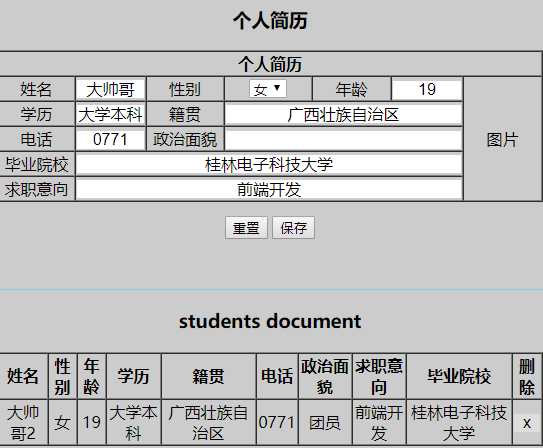 个人简历
个人简历
姓名 大帅哥 性别 女 年龄 19
学历 大学本科 籍贯 广西壮族自治区
电话 0771 政治面貌 图片
毕业院校 桂林电子科技大学
求职意向 前端开发
重置 保存
students document
姓名 性别 年龄 学历 籍贯 电话 政治面貌 求职意向 毕业院校 删除
大帅哥2 女 19 大学本科 广西壮族自治区 0771 团员 前端开发 桂林电子科技大学 x